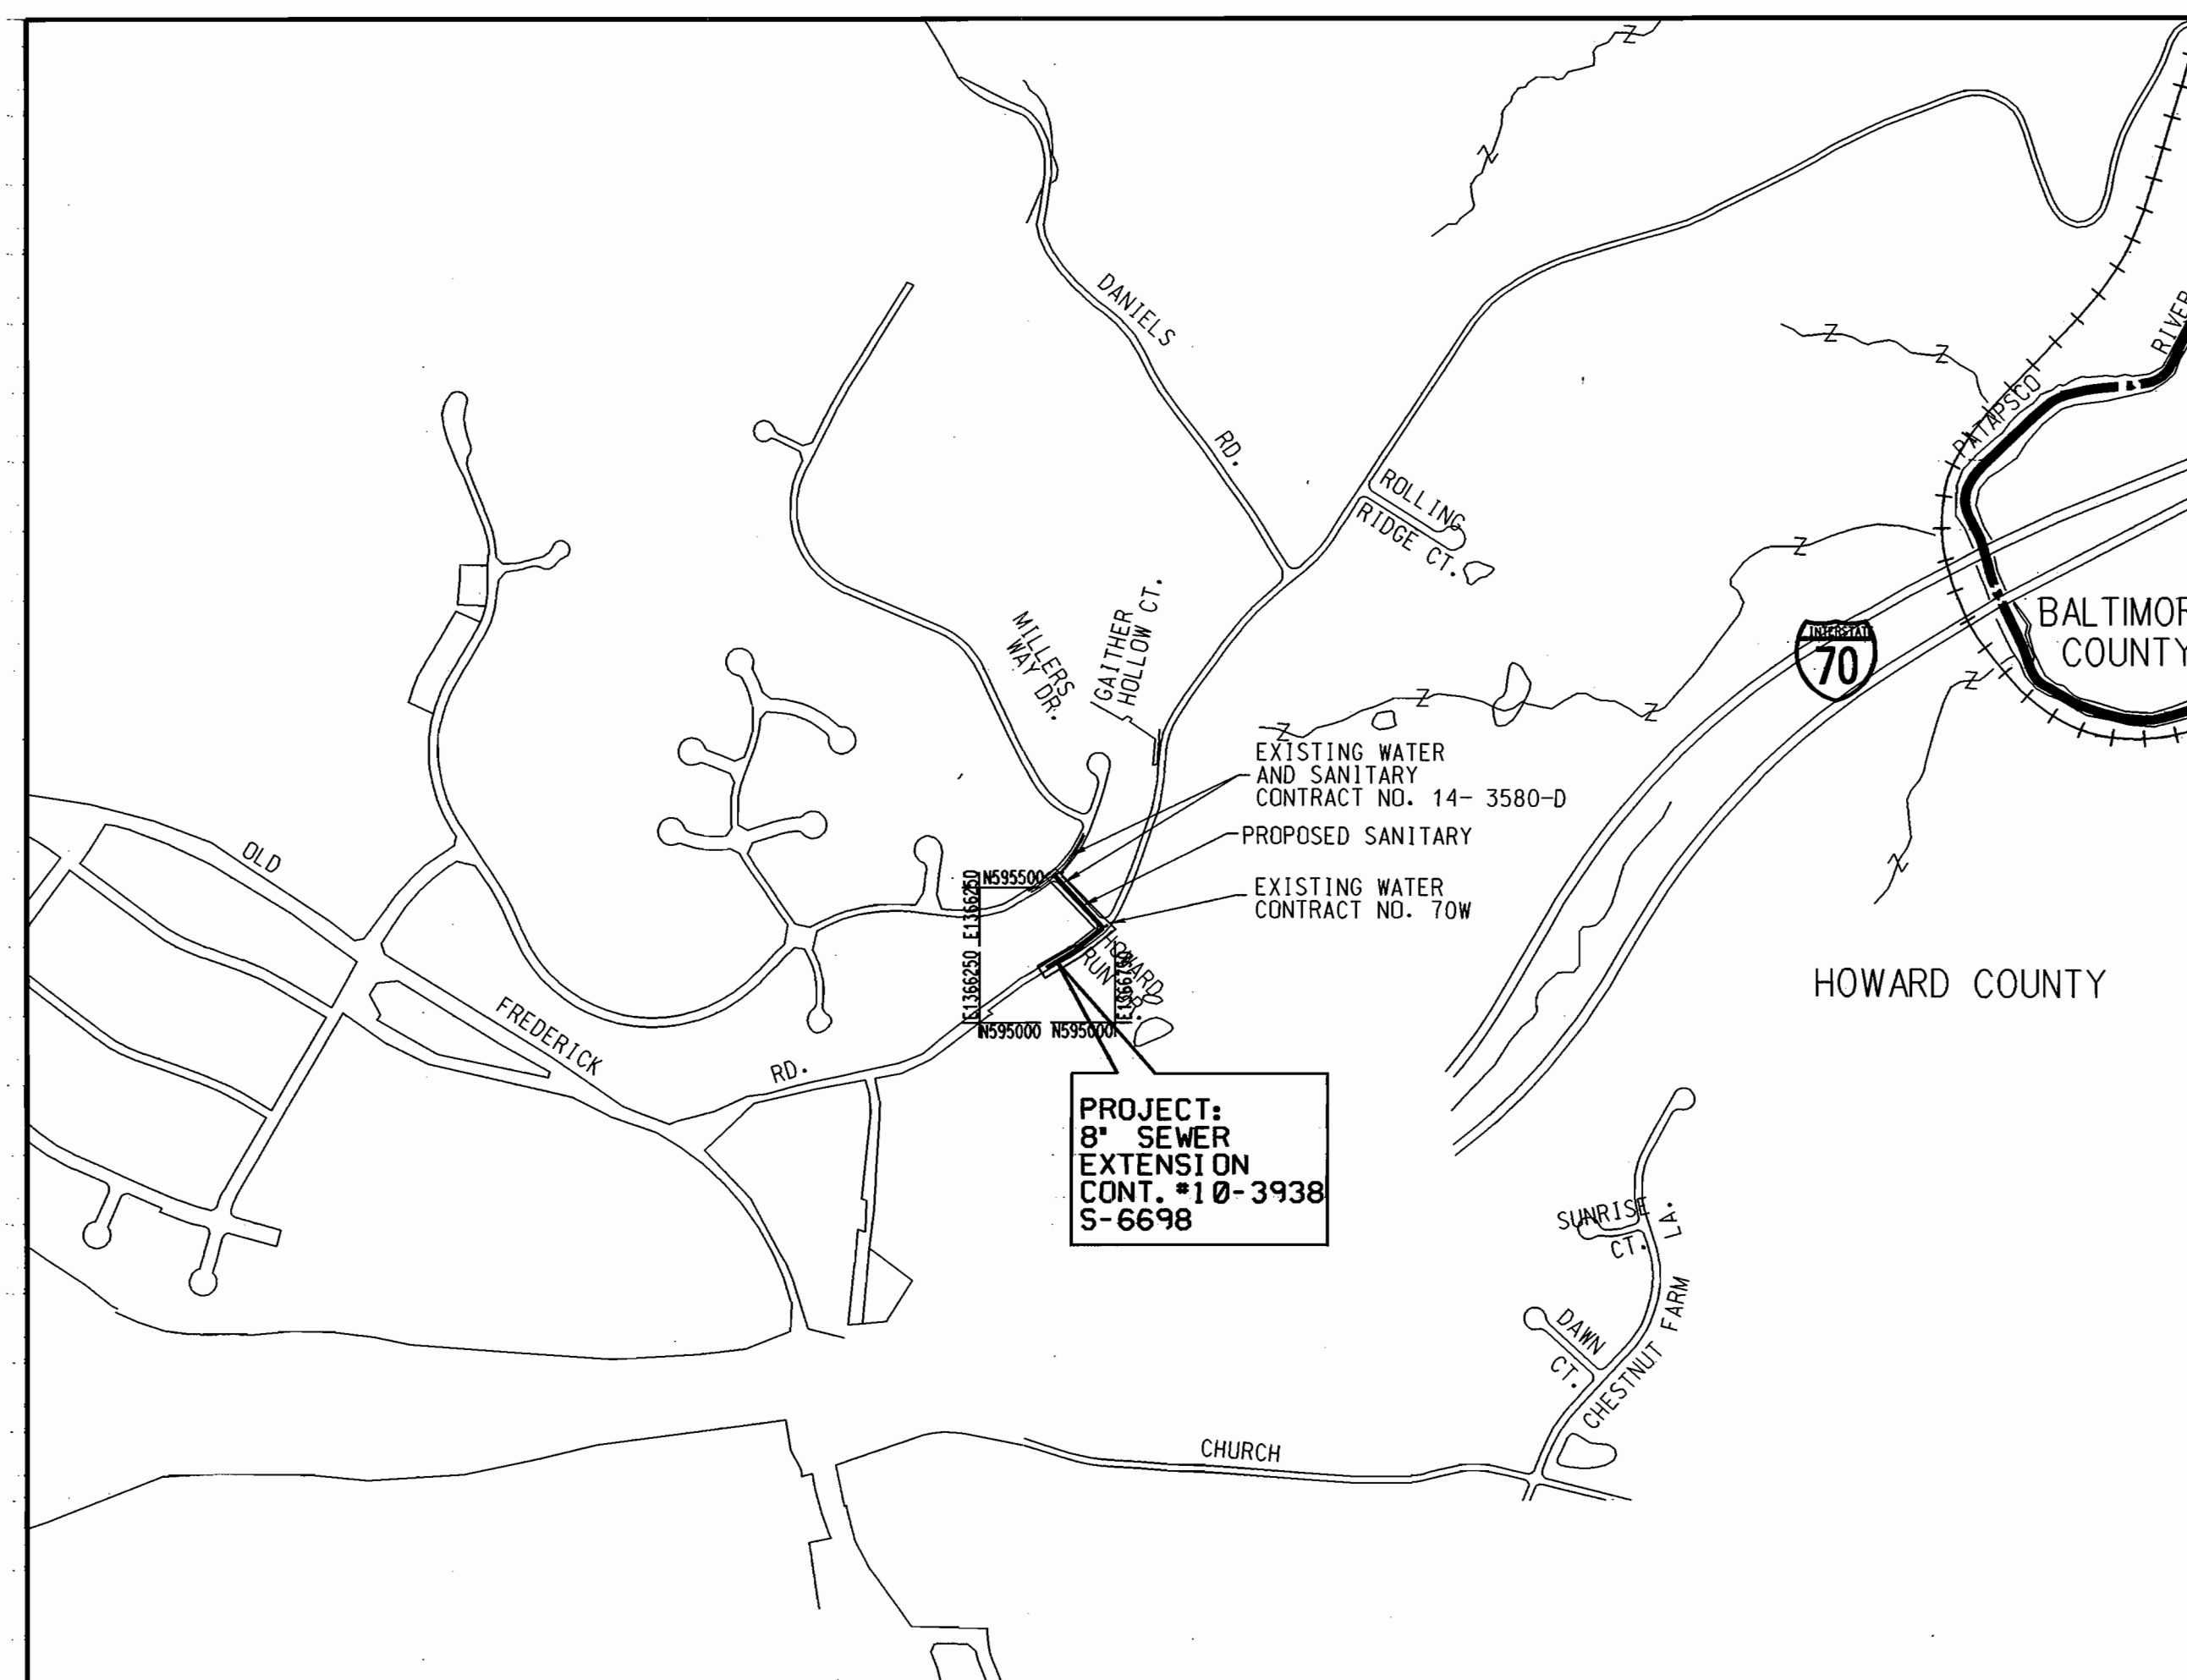 DANIELS
RD.
ROLLING
RIDGE CT.
PATAPSCO
RIVER
INTERSTATE
70
BALTIMOR
COUNTY
MILLERS
WAY DR.
GAITHER
HOLLOW CT.
EXISTING WATER
AND SANITARY
CONTRACT NO. 14- 3580-D
PROPOSED SANITARY
EXISTING WATER
CONTRACT NO. 70W
OLD
FREDERICK
RD.
N595500
E1366250
E1366250
N595000
N595000
HOWARD
RUN
HOWARD COUNTY
PROJECT:
8" SEWER
EXTENSION
CONT. #10-3938
S-6698
SUNRISE
CT.
LA.
DAWN
CT.
CHESTNUT FARM
CHURCH
Z
Z
Z
Z
Z
Z
Z
Z
Z
Z